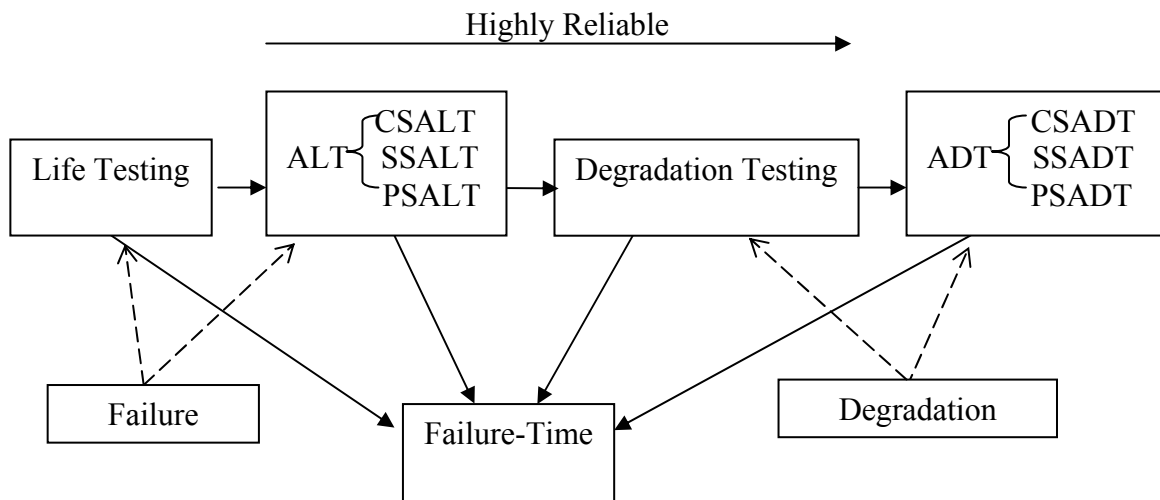 Highly Reliable
Life Testing
ALT
CSALT
SSALT
PSALT
Degradation Testing
ADT
CSADT
SSADT
PSADT
Failure
Failure-Time
Degradation